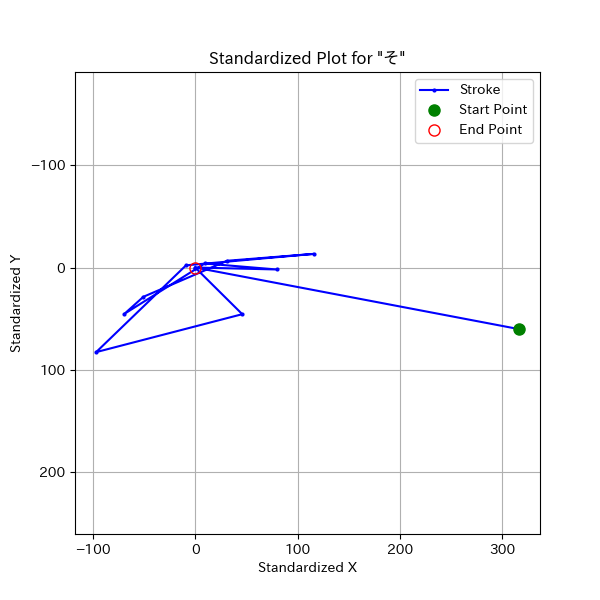 Standardized Plot for "そ"
Stroke
Start Point
End Point
Standardized Y
−100
0
100
200
−100 0 100 200 300
Standardized X